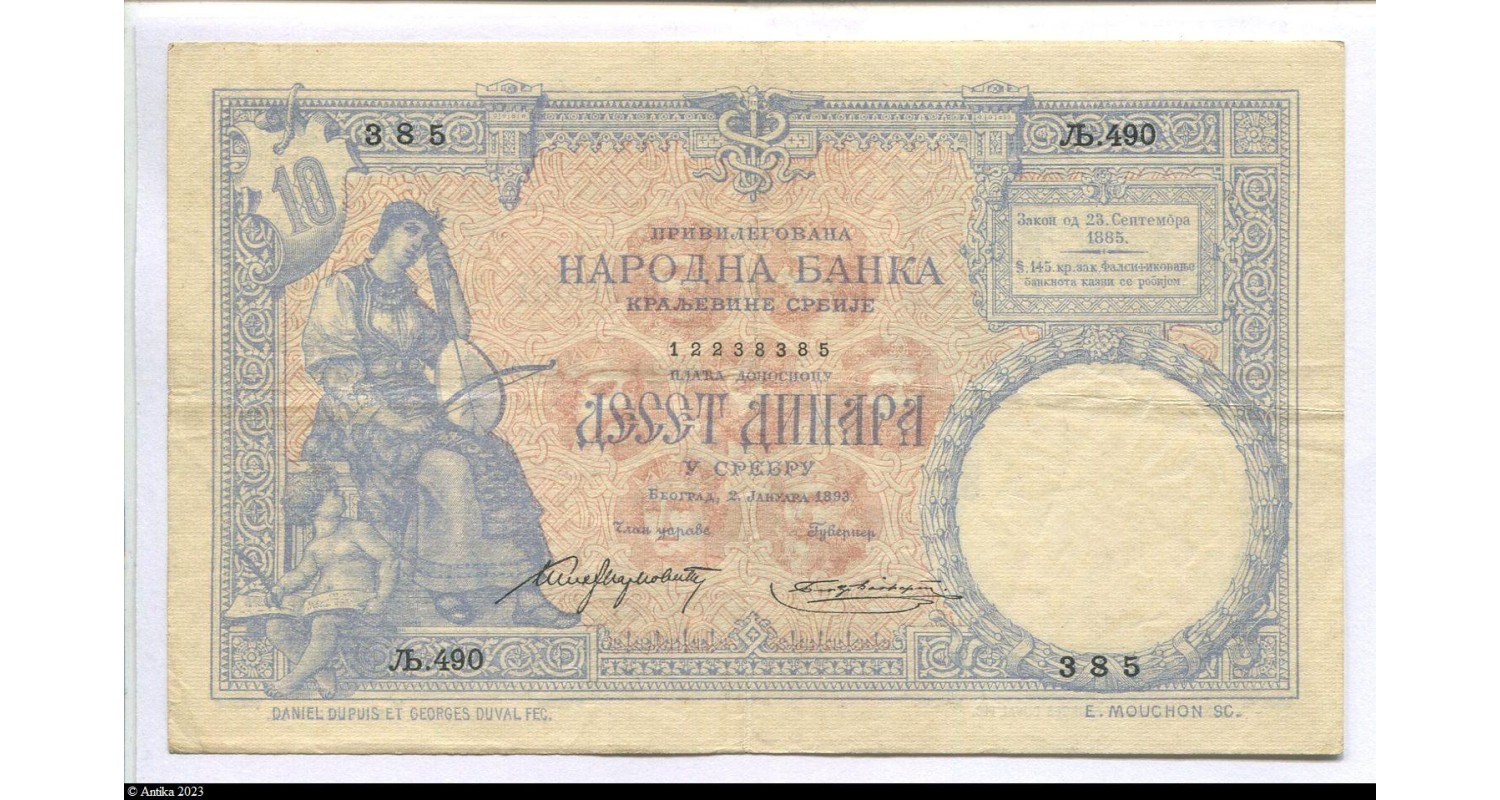 385
Љ.490
10
Закон од 23. Септембра
1885.
§. 145. кр. зак. Фалсификовање
банкнота казни се робијом.
ПРИВИЛЕГОВАНА
НАРОДНА БАНКА
КРАЉЕВИНЕ СРБИЈЕ
12238385
ПЛАЋА ДОНОСИОЦУ
ДЕСЕТ ДИНАРА
У СРЕБРУ
БЕОГРАД, 2. ЈАНУАРА 1893
Члан управе
Гувернер
Љ.490
385
DANIEL DUPUIS ET GEORGES DUVAL FEC.
E. MOUCHON SC.
© Antika 2023